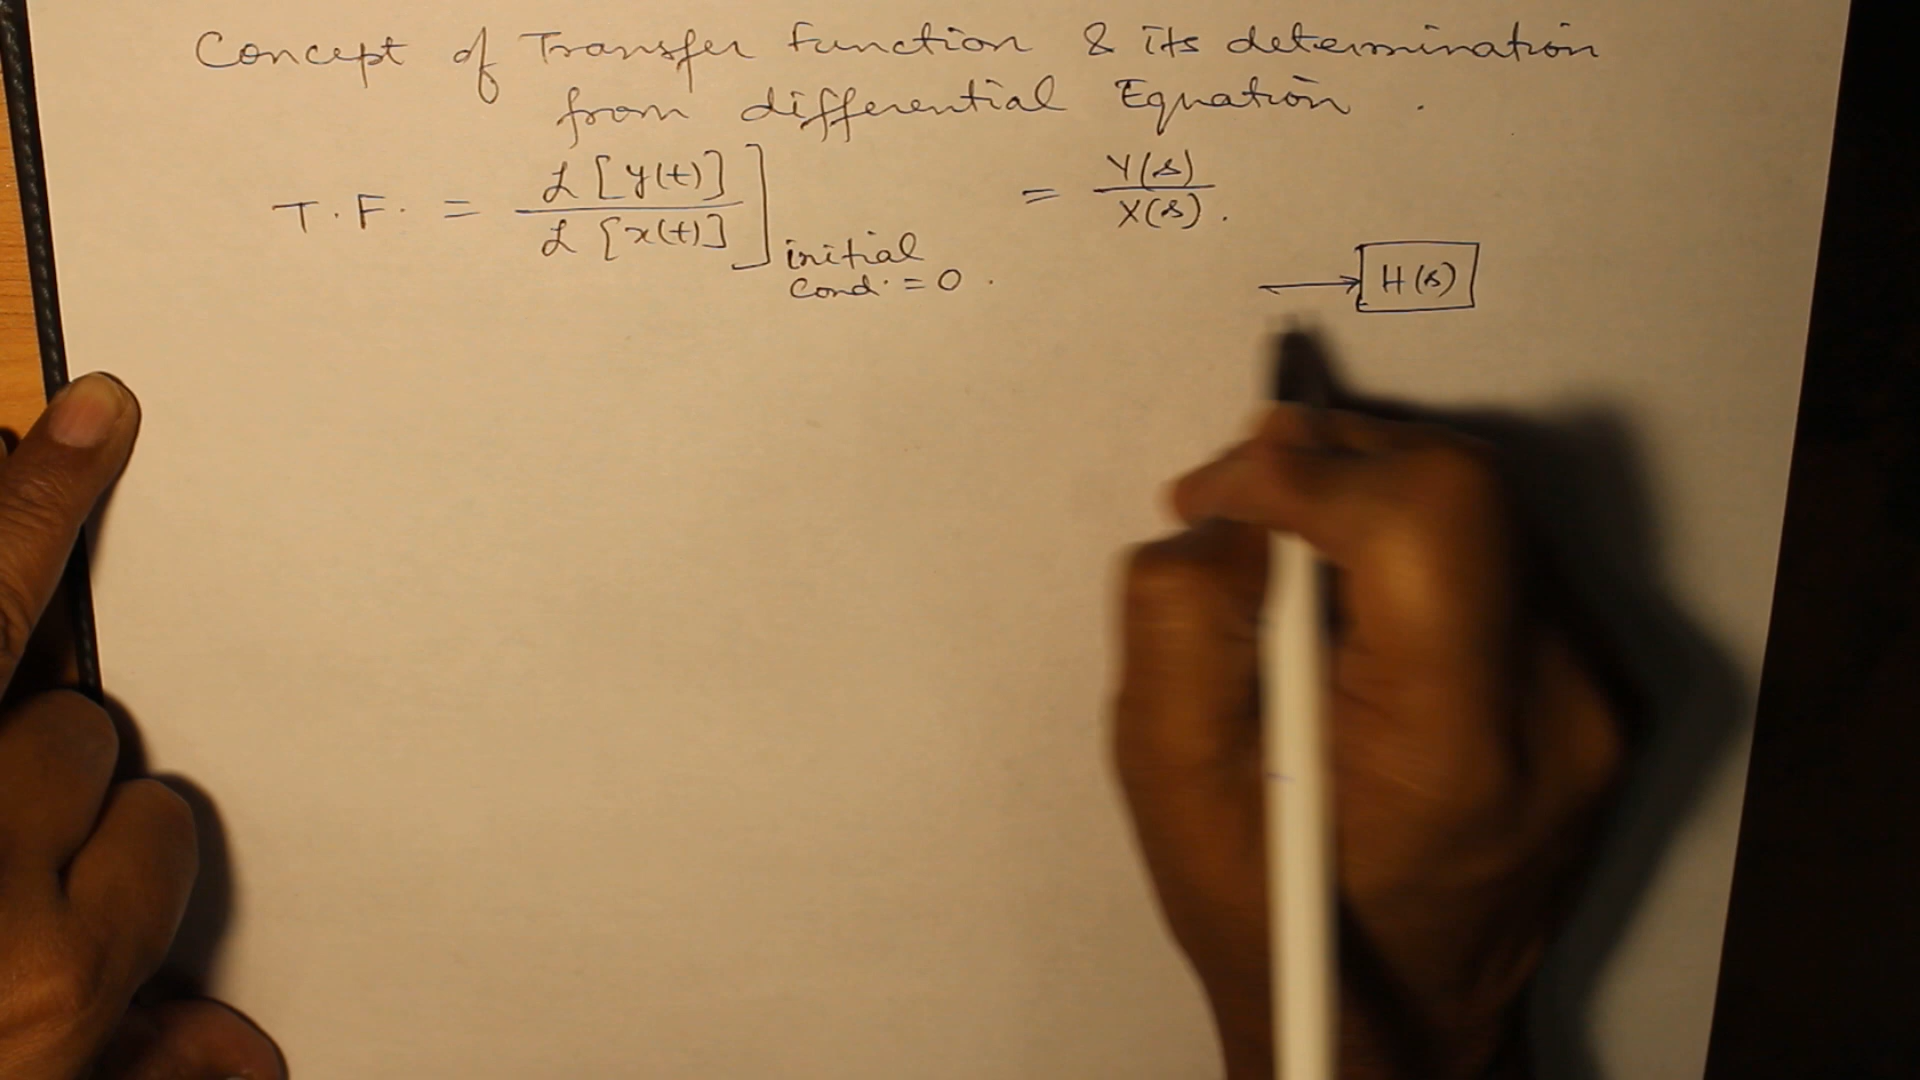 Concept of Transfer function & its determination
from differential Equation .
T.F. = ℒ[y(t)] / ℒ[x(t)] ] initial cond. = 0 . = Y(s) / X(s) .
H(s)